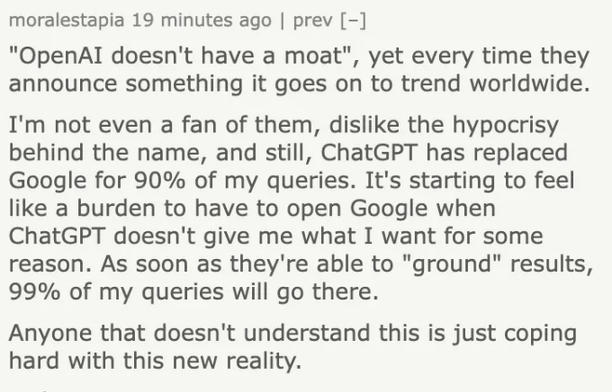 moralestapia 19 minutes ago | prev [–]
"OpenAI doesn't have a moat", yet every time they
announce something it goes on to trend worldwide.
I'm not even a fan of them, dislike the hypocrisy
behind the name, and still, ChatGPT has replaced
Google for 90% of my queries. It's starting to feel
like a burden to have to open Google when
ChatGPT doesn't give me what I want for some
reason. As soon as they're able to "ground" results,
99% of my queries will go there.
Anyone that doesn't understand this is just coping
hard with this new reality.